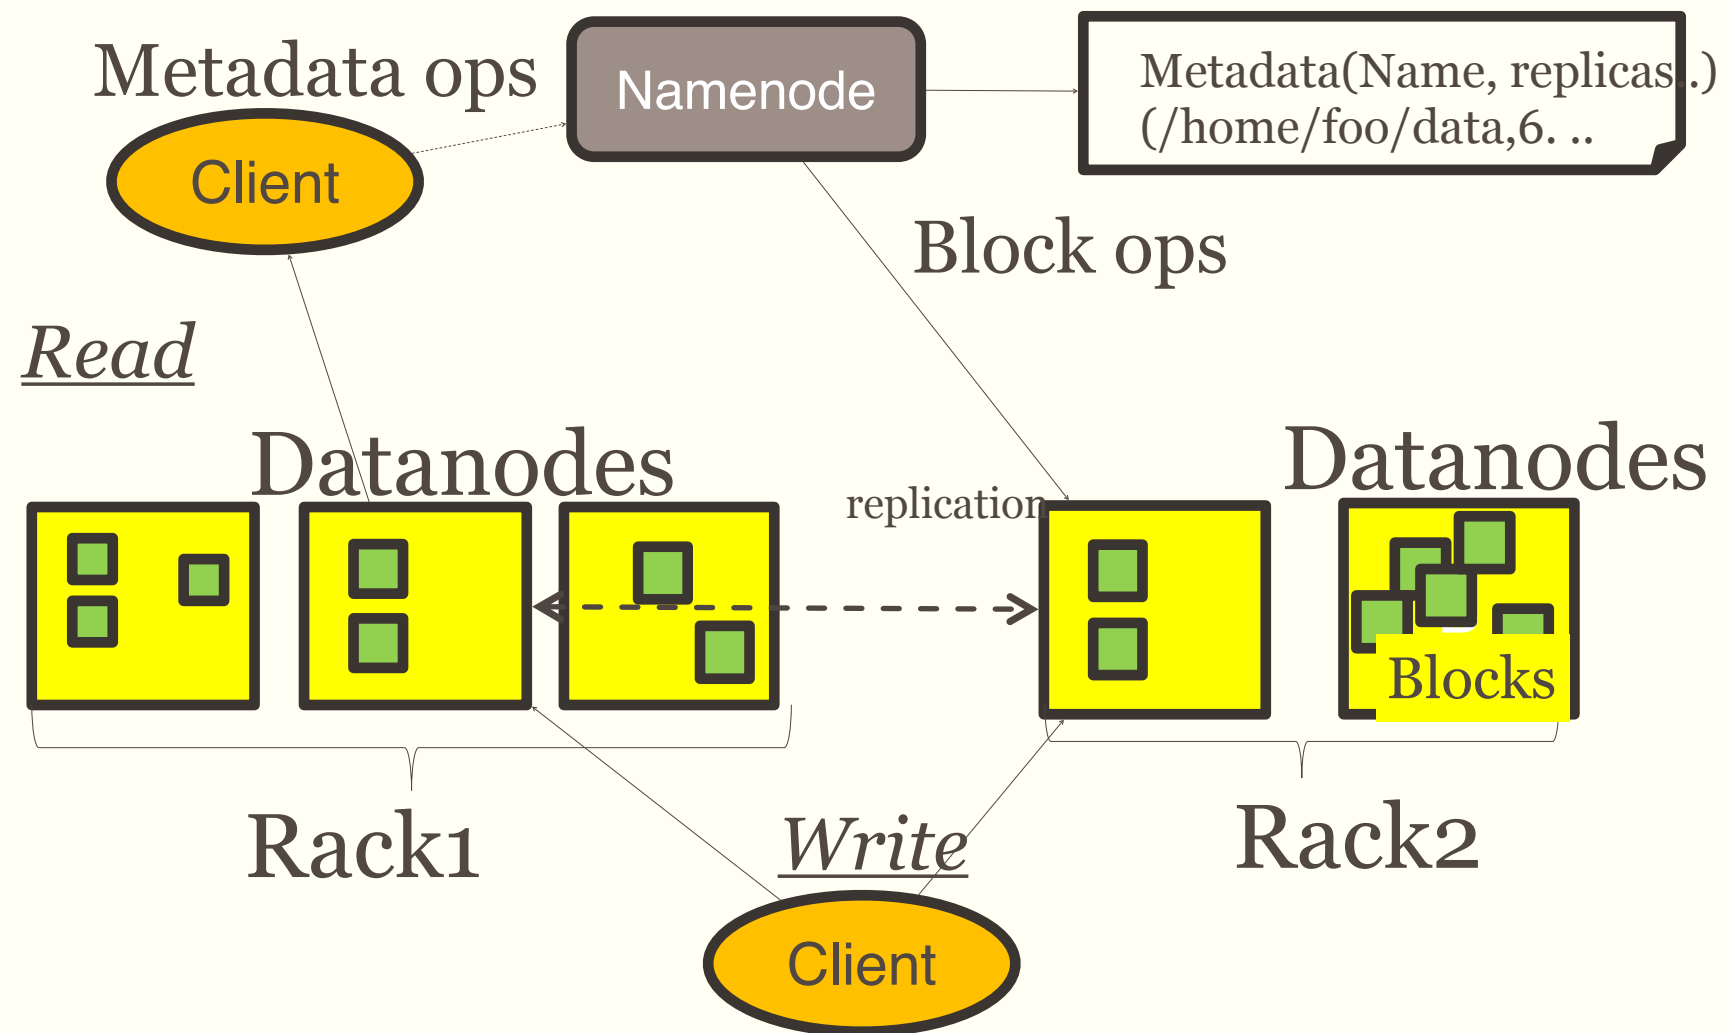 Metadata ops
Namenode
Metadata(Name, replicas..)
(/home/foo/data,6. ..
Client
Block ops
Read
Datanodes
Datanodes
replication
Blocks
Rack1
Write
Rack2
Client